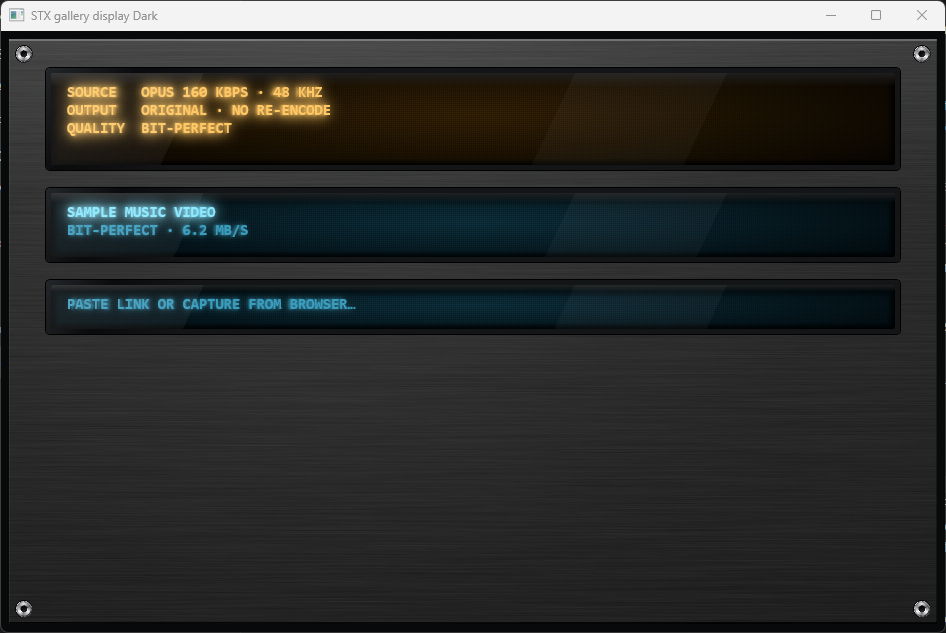 STX gallery display Dark
SOURCE OPUS 160 KBPS · 48 KHZ
OUTPUT ORIGINAL · NO RE-ENCODE
QUALITY BIT-PERFECT
SAMPLE MUSIC VIDEO
BIT-PERFECT · 6.2 MB/S
PASTE LINK OR CAPTURE FROM BROWSER…